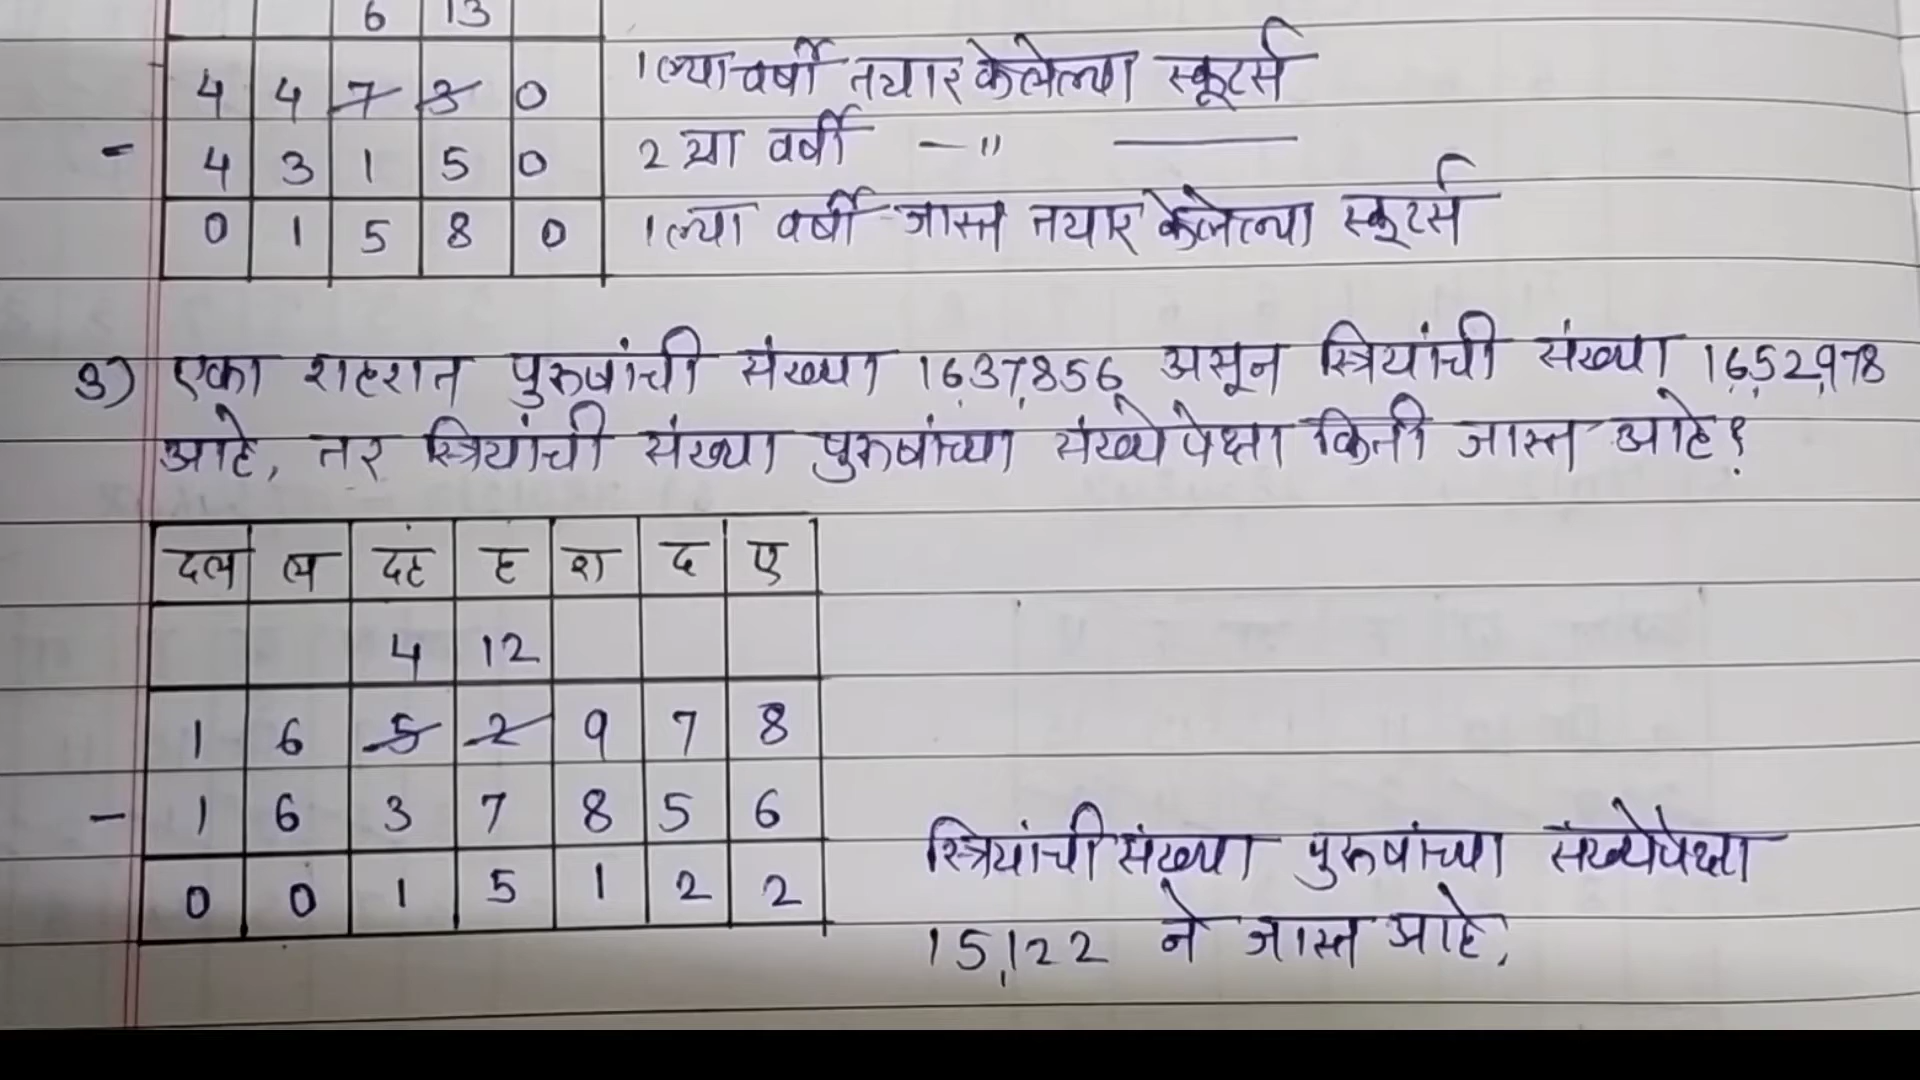 6 13
4 4 7 3 0 1ल्या वर्षी तयार केलेल्या स्कूटर्स
- 4 3 1 5 0 2 ऱ्या वर्षी — " ———
0 1 5 8 0 1ल्या वर्षी जास्त तयार केलेल्या स्कूटर्स
3) एका शहरात पुरुषांची संख्या 16,37,856 असून स्त्रियांची संख्या 16,52,978
आहे, तर स्त्रियांची संख्या पुरुषांच्या संख्येपेक्षा किती जास्त आहे?
दल ल दह ह श द ए
4 12
1 6 5 2 9 7 8
- 1 6 3 7 8 5 6
0 0 1 5 1 2 2
स्त्रियांची संख्या पुरुषांच्या संख्येपेक्षा
15,122 ने जास्त आहे.